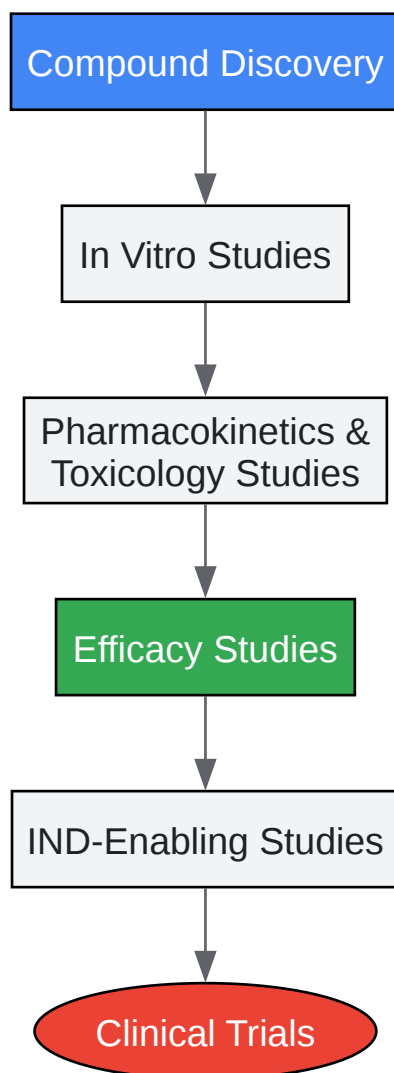 Compound Discovery
In Vitro Studies
Pharmacokinetics &
Toxicology Studies
Efficacy Studies
IND-Enabling Studies
Clinical Trials